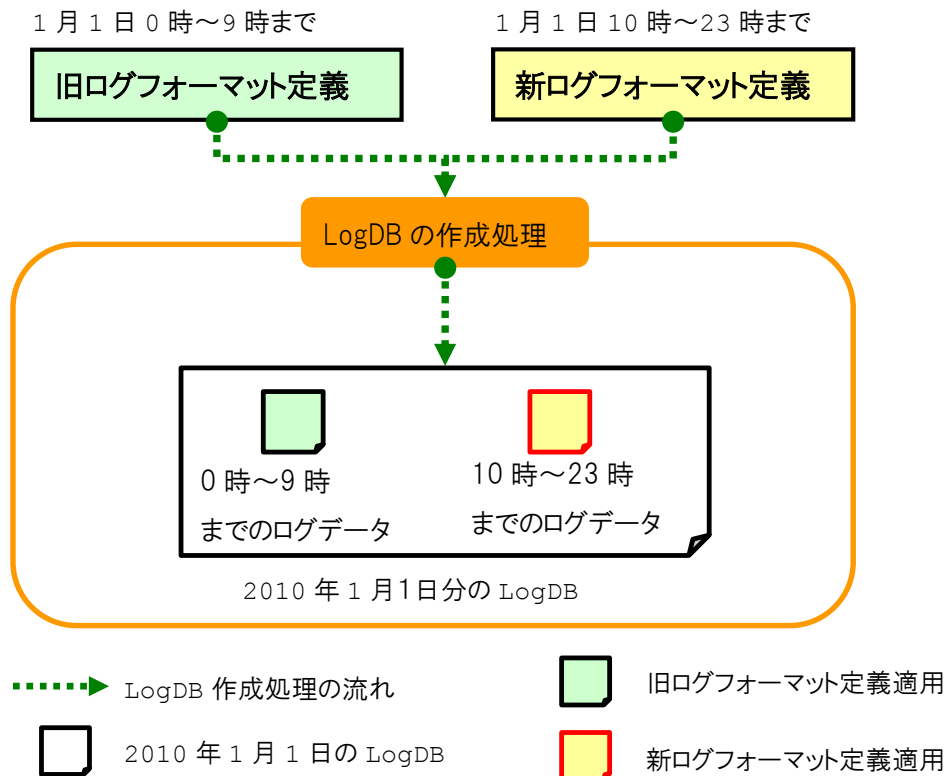 1月1日0時～9時まで
1月1日10時～23時まで
旧ログフォーマット定義
新ログフォーマット定義
LogDBの作成処理
0時～9時
までのログデータ
10時～23時
までのログデータ
2010年1月1日分のLogDB
LogDB作成処理の流れ
旧ログフォーマット定義適用
2010年1月1日のLogDB
新ログフォーマット定義適用